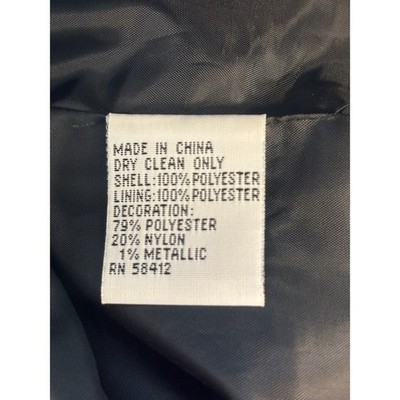 MADE IN CHINA
DRY CLEAN ONLY
SHELL:100%POLYESTER
LINING:100%POLYESTER
DECORATION:
79% POLYESTER
20% NYLON
1% METALLIC
RN 58412